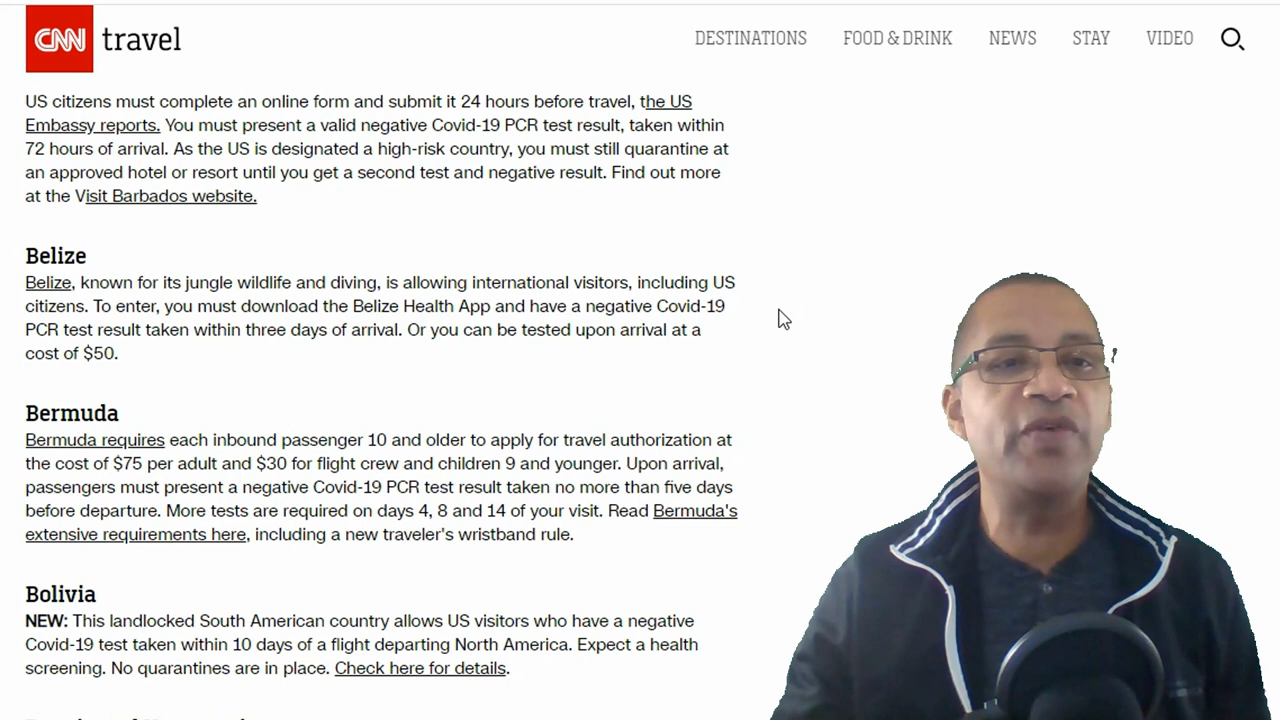 CNN travel
DESTINATIONS FOOD & DRINK NEWS STAY VIDEO
US citizens must complete an online form and submit it 24 hours before travel, the US
Embassy reports. You must present a valid negative Covid-19 PCR test result, taken within
72 hours of arrival. As the US is designated a high-risk country, you must still quarantine at
an approved hotel or resort until you get a second test and negative result. Find out more
at the Visit Barbados website.
Belize
Belize, known for its jungle wildlife and diving, is allowing international visitors, including US
citizens. To enter, you must download the Belize Health App and have a negative Covid-19
PCR test result taken within three days of arrival. Or you can be tested upon arrival at a
cost of $50.
Bermuda
Bermuda requires each inbound passenger 10 and older to apply for travel authorization at
the cost of $75 per adult and $30 for flight crew and children 9 and younger. Upon arrival,
passengers must present a negative Covid-19 PCR test result taken no more than five days
before departure. More tests are required on days 4, 8 and 14 of your visit. Read Bermuda's
extensive requirements here, including a new traveler's wristband rule.
Bolivia
NEW: This landlocked South American country allows US visitors who have a negative
Covid-19 test taken within 10 days of a flight departing North America. Expect a health
screening. No quarantines are in place. Check here for details.